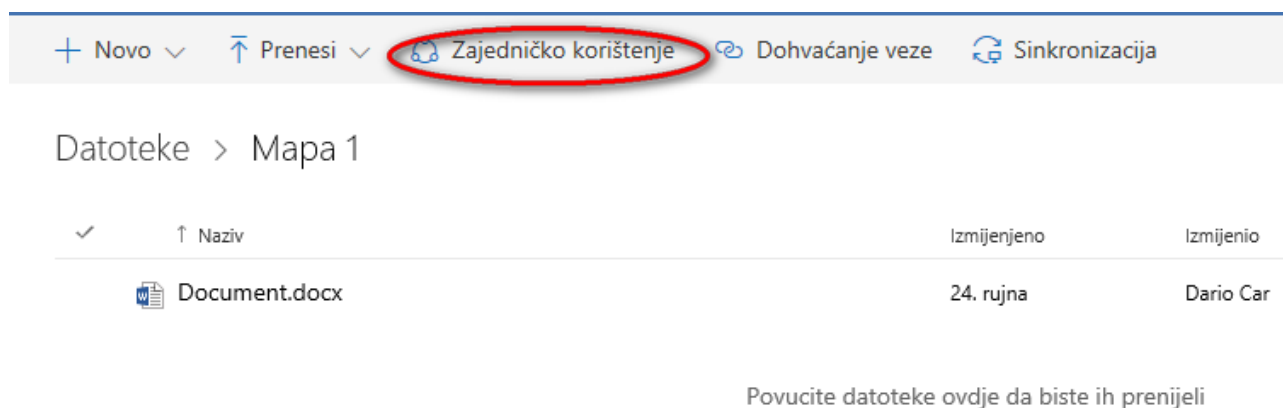 Novo Prenesi Zajedničko korištenje Dohvaćanje veze Sinkronizacija
Datoteke > Mapa 1
↑ Naziv Izmijenjeno Izmijenio
Document.docx 24. rujna Dario Car
Povucite datoteke ovdje da biste ih prenijeli